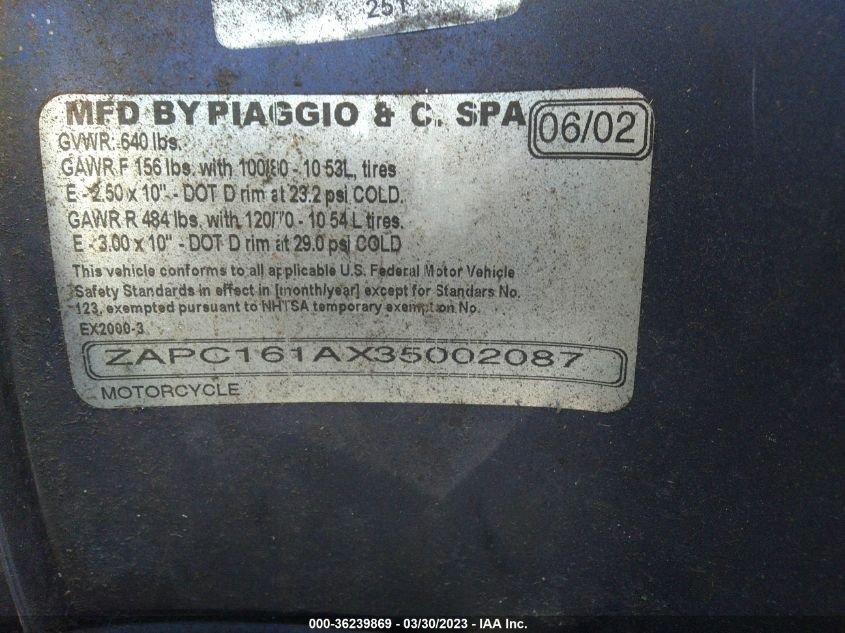 251
MFD BY PIAGGIO & C. SPA 06/02
GVWR: 640 lbs.
GAWR F 156 lbs. with 100/80 - 10 53L, tires
E - 2.50 x 10" - DOT D rim at 23.2 psi COLD.
GAWR R 484 lbs. with 120/70 - 10 54 L tires.
E - 3.00 x 10" - DOT D rim at 29.0 psi COLD
This vehicle conforms to all applicable U.S. Federal Motor Vehicle
Safety Standards in effect in [month/year] except for Standars No.
123, exempted pursuant to NHTSA temporary exemption No.
EX2000-3
ZAPC161AX35002087
MOTORCYCLE
000-36239869 - 03/30/2023 - IAA Inc.